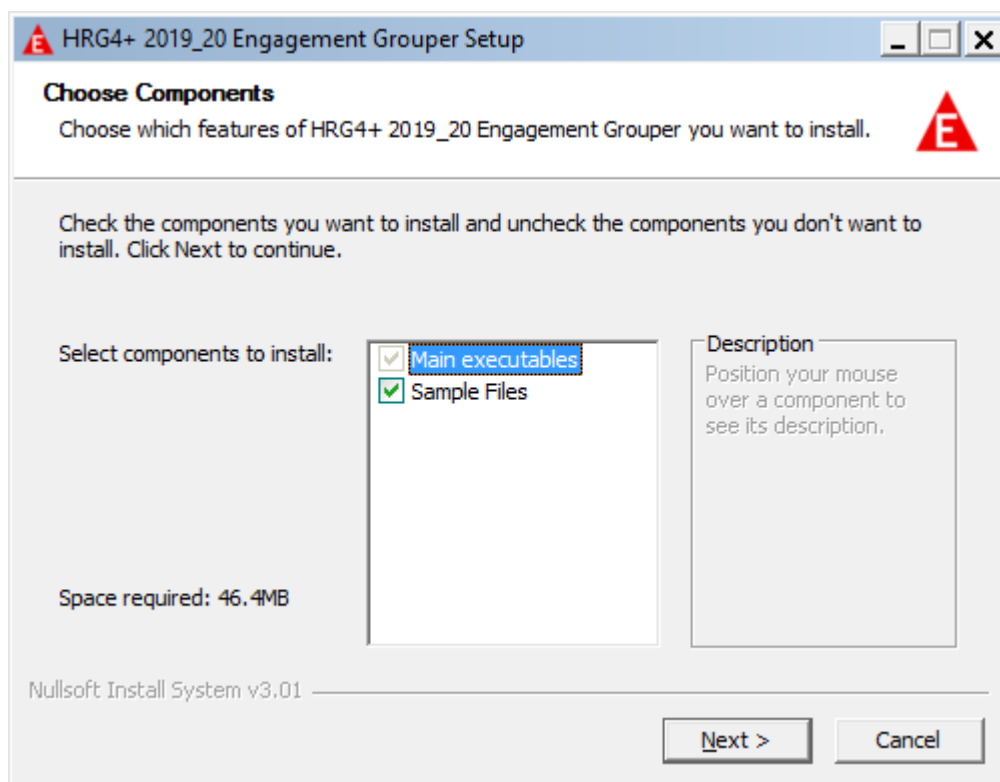 HRG4+ 2019_20 Engagement Grouper Setup
Choose Components
Choose which features of HRG4+ 2019_20 Engagement Grouper you want to install.
E
Check the components you want to install and uncheck the components you don't want to
install. Click Next to continue.
Select components to install:
Main executables
Sample Files
Description
Position your mouse
over a component to
see its description.
Space required: 46.4MB
Nullsoft Install System v3.01
Next >
Cancel